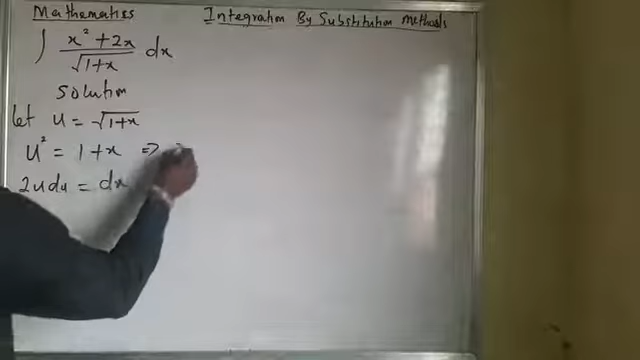 Mathematics
Integration By Substitution Methods
∫ x² + 2x / √1+x dx
Solution
let u = √1+x
u² = 1 + x ⇒
2udu = dx